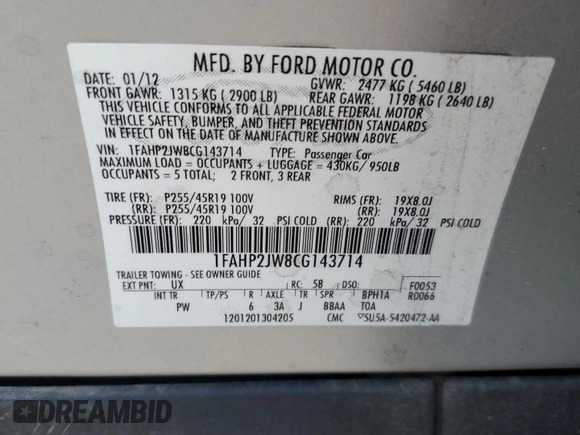 MFD. BY FORD MOTOR CO.
DATE: 01/12 GVWR: 2477 KG ( 5460 LB)
FRONT GAWR: 1315 KG ( 2900 LB) REAR GAWR: 1198 KG ( 2640 LB)
THIS VEHICLE CONFORMS TO ALL APPLICABLE FEDERAL MOTOR
VEHICLE SAFETY, BUMPER, AND THEFT PREVENTION STANDARDS
IN EFFECT ON THE DATE OF MANUFACTURE SHOWN ABOVE.
VIN: 1FAHP2JW8CG143714 TYPE: Passenger Car
MAXIMUM LOAD = OCCUPANTS + LUGGAGE = 430KG/ 950LB
OCCUPANTS = 5 TOTAL; 2 FRONT, 3 REAR
TIRE (FR): P255/45R19 100V RIMS (FR): 19X8.0J
(RR): P255/45R19 100V (RR): 19X8.0J
PRESSURE (FR): 220 kPa/ 32 PSI COLD (RR): 220 kPa/ 32 PSI COLD
1FAHP2JW8CG143714
TRAILER TOWING - SEE OWNER GUIDE
EXT PNT: UX RC: 5B DSO: F0053
INT TR TP/PS R AXLE TR SPR BPH1A R0066
PW 6 3A J BBAA TOA
1201201304205 CMC 5U5A-5420472-AA
DREAMBID